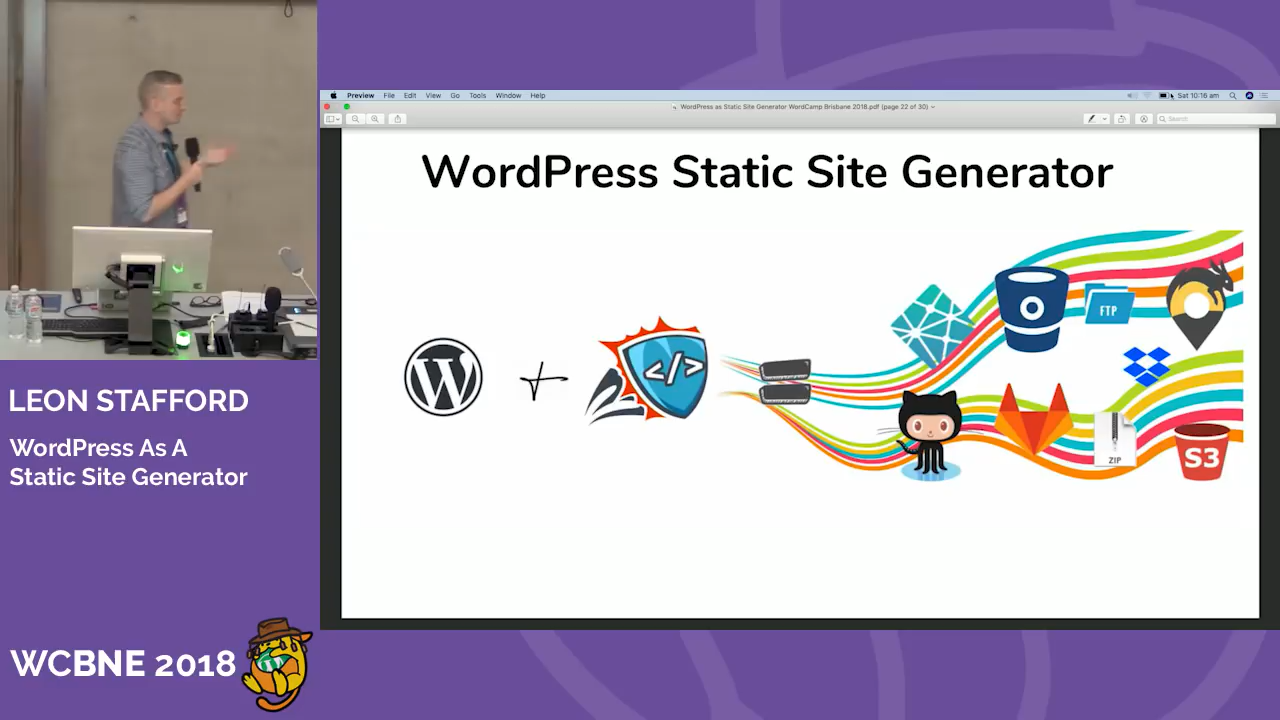 Preview File Edit View Go Tools Window Help
Sat 10:16 am
WordPress as Static Site Generator WordCamp Brisbane 2018.pdf (page 22 of 30)
Search
WordPress Static Site Generator
W
+
</>
FTP
ZIP
S3
LEON STAFFORD
WordPress As A
Static Site Generator
WCBNE 2018